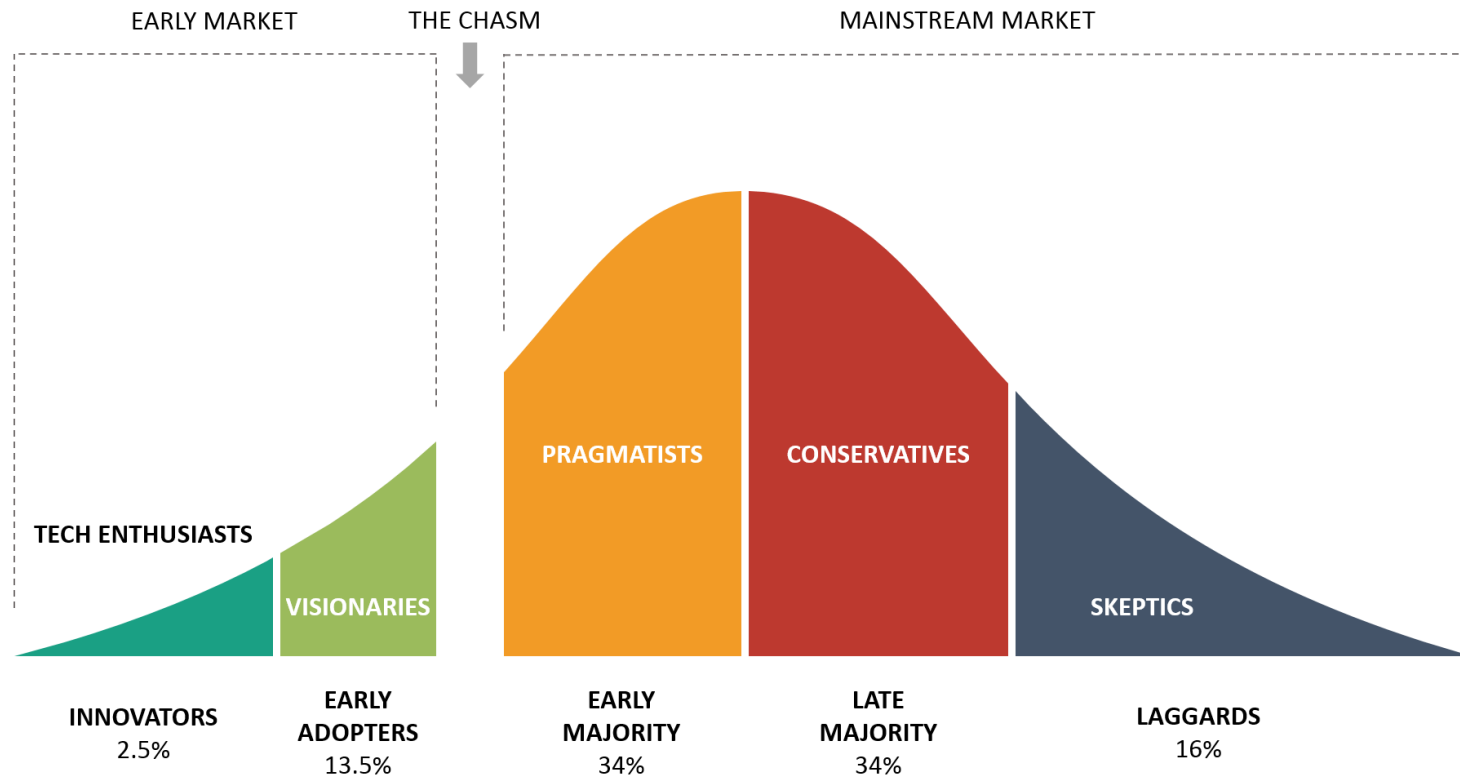 EARLY MARKET
THE CHASM
MAINSTREAM MARKET
TECH ENTHUSIASTS
VISIONARIES
PRAGMATISTS
CONSERVATIVES
SKEPTICS
INNOVATORS
2.5%
EARLY
ADOPTERS
13.5%
EARLY
MAJORITY
34%
LATE
MAJORITY
34%
LAGGARDS
16%